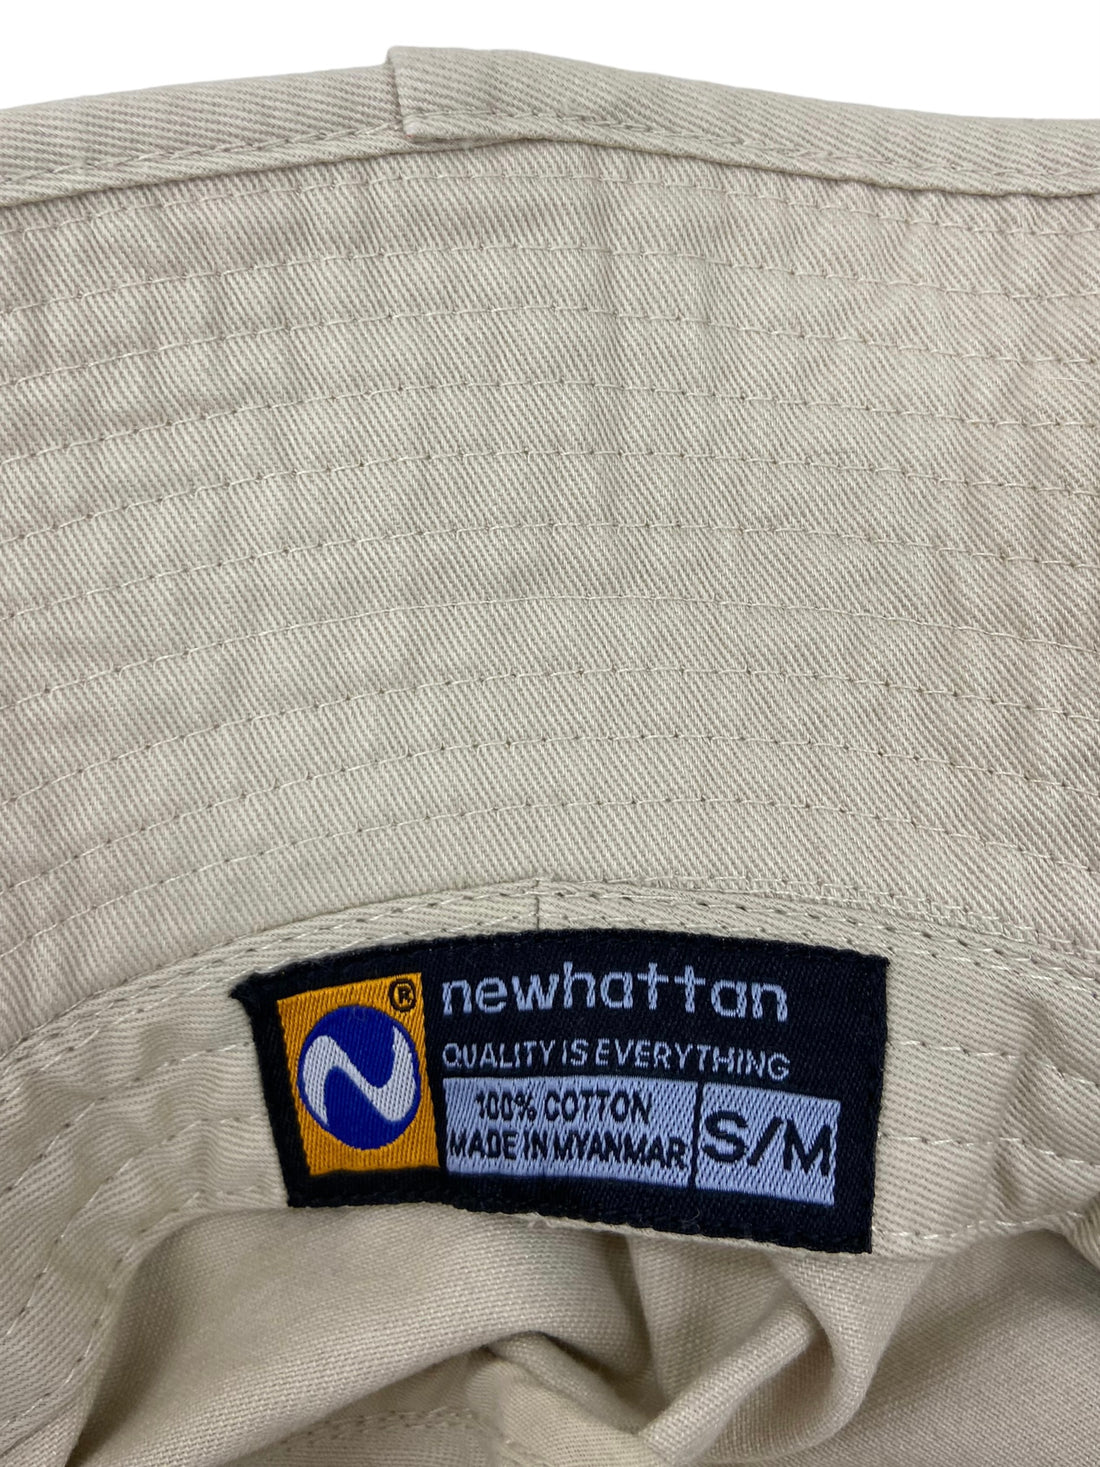 ®
newhattan
QUALITY IS EVERYTHING
100% COTTON
MADE IN MYANMAR
S/M